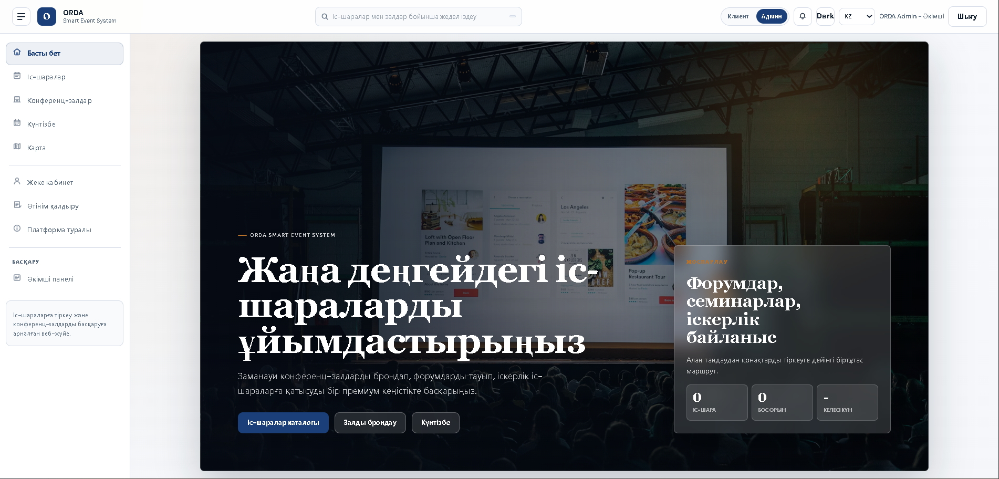 ORDA
Smart Event System
Іс-шаралар мен залдар бойынша жедел іздеу
Клиент
Админ
Dark
KZ
ORDA Admin - Әкімші
Шығу
Басты бет
Іс-шаралар
Конференц-залдар
Күнтізбе
Карта
Жеке кабинет
Өтінім қалдыру
Платформа туралы
БАСҚАРУ
Әкімші панелі
Іс-шараларға тіркеу және
конференц-залдарды басқаруға
арналған веб-жүйе.
ORDA SMART EVENT SYSTEM
Жаңа деңгейдегі іс-
шараларды
ұйымдастырыңыз
Заманауи конференц-залдарды брондап, форумдарды тауып, іскерлік іс-
шараларға қатысуды бір премиум кеңістікте басқарыңыз.
Іс-шаралар каталогы
Залды брондау
Күнтізбе
Los Angeles
Loft with Open Floor
Plan and Kitchen
ZEN
EXPLORERS
RAW
CHEF
Pop-up
Restaurant Tour
ЖОСПАРЛАУ
Форумдар,
семинарлар,
іскерлік
байланыс
Алаң таңдаудан қонақтарды тіркеуге дейінгі біртұтас
маршрут.
0
ІС-ШАРА
0
БОС ОРЫН
-
КЕЛЕСІ КҮН